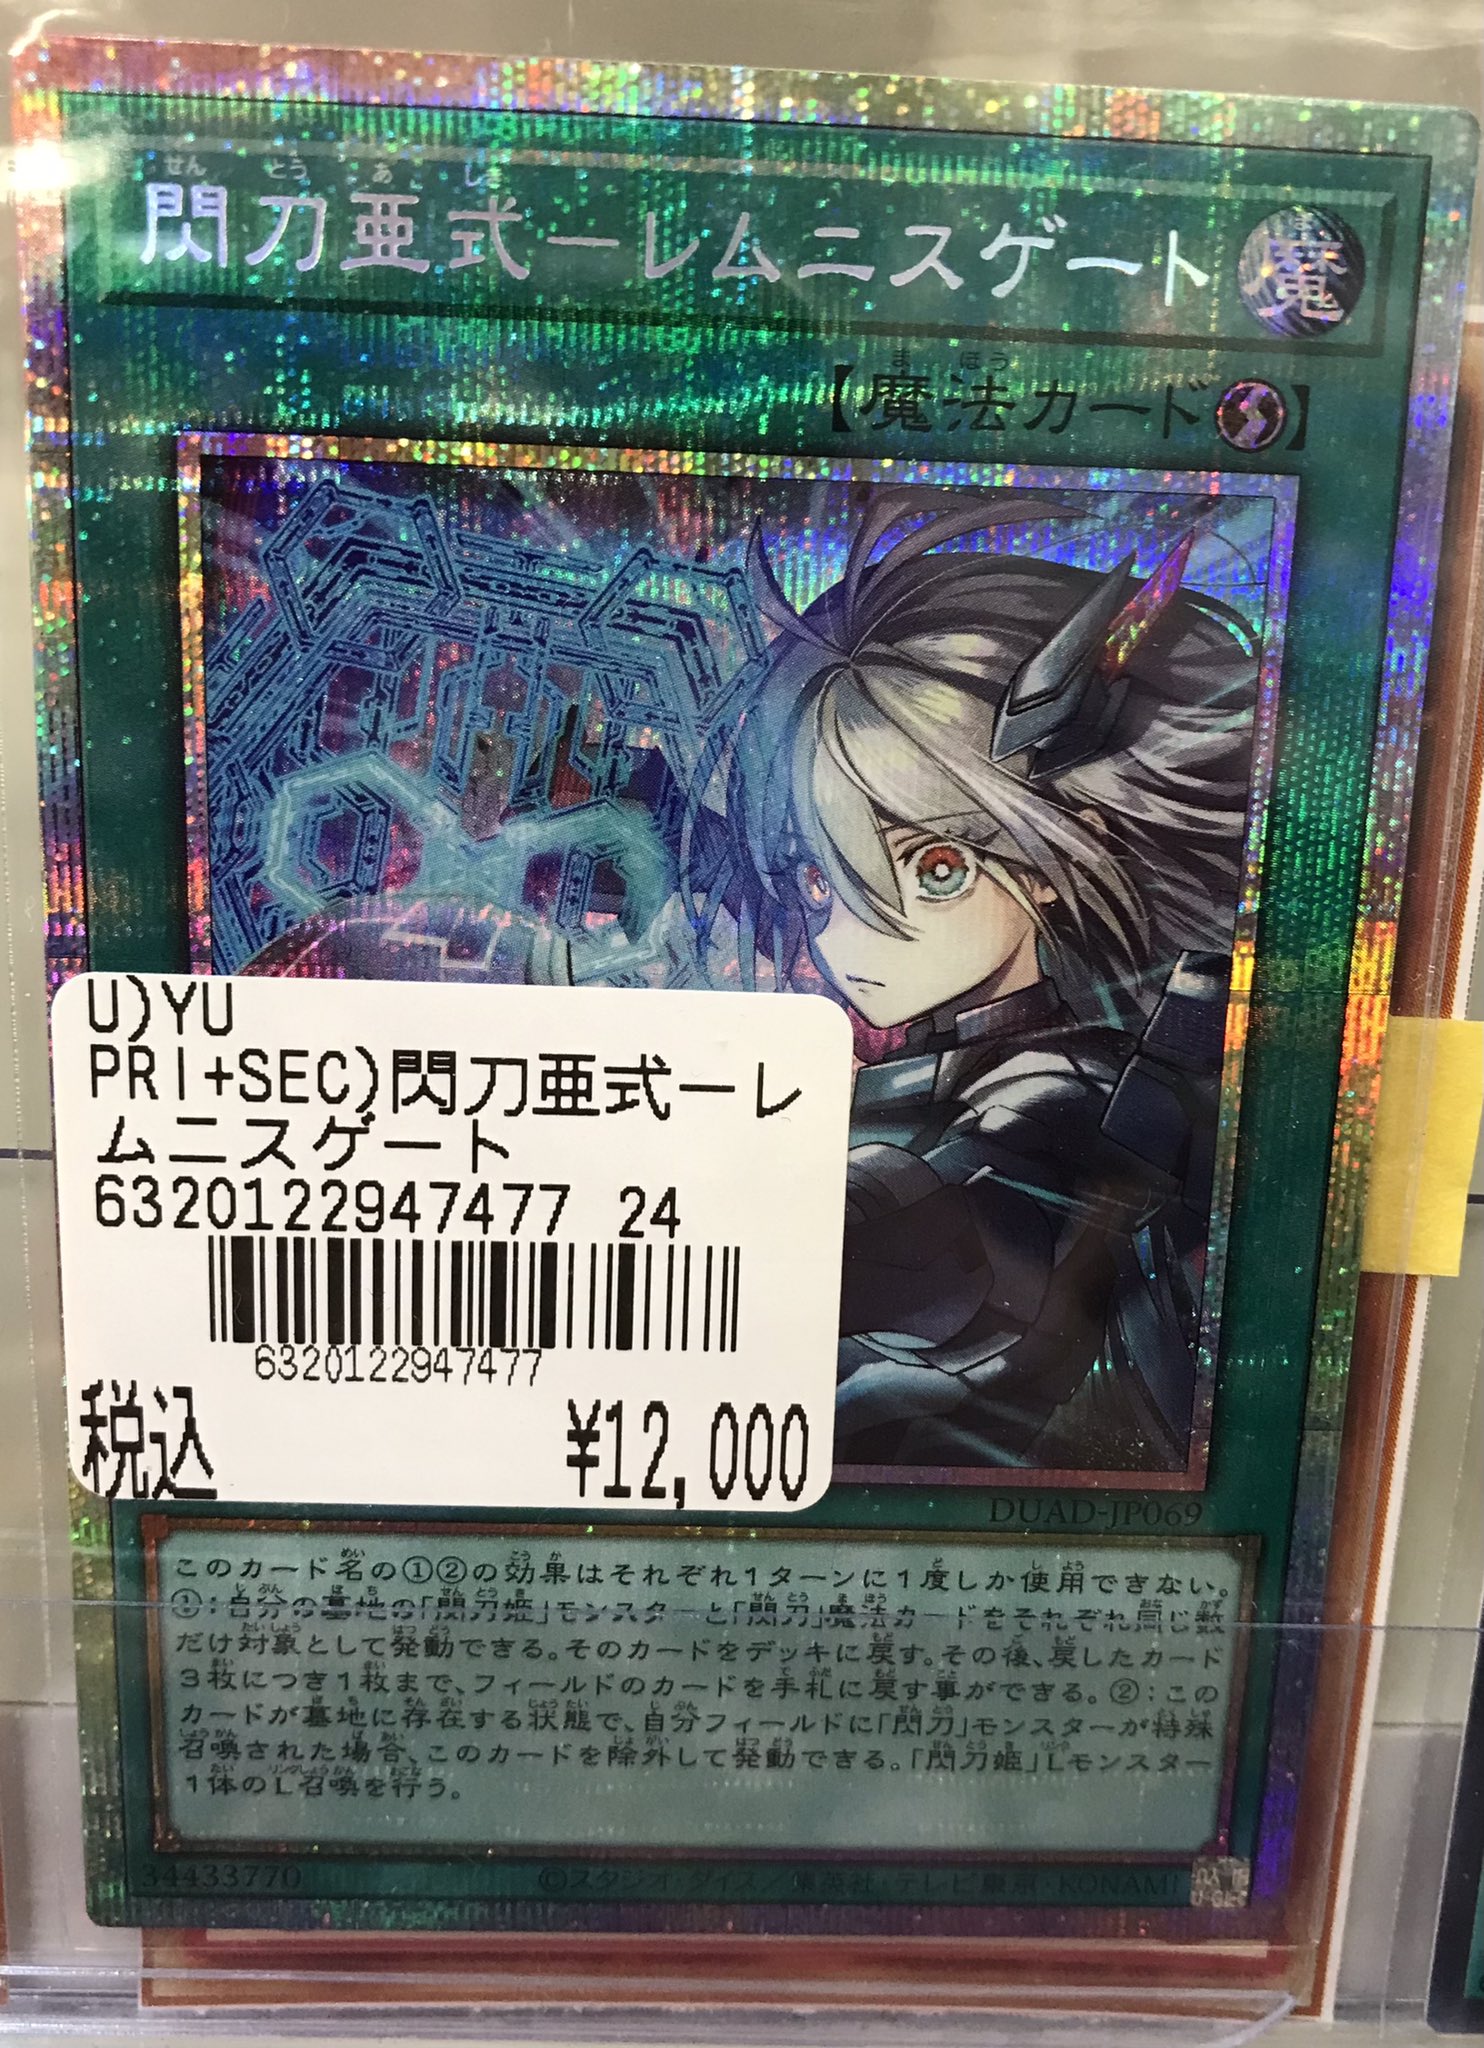 閃刀亜式－レムニスゲート
魔
【魔法カード】
U)YU
PRI+SEC)閃刀亜式－レ
ムニスゲート
6320122947477 24
6320122947477
税込 ¥12,000
DUAD-JP069
このカード名の①②の効果はそれぞれ１ターンに１度しか使用できない。
①：自分の墓地の「閃刀姫」モンスターと「閃刀」魔法カードをそれぞれ同じ数
だけ対象として発動できる。そのカードをデッキに戻す。その後、戻したカード
３枚につき１枚まで、フィールドのカードを手札に戻す事ができる。②：この
カードが墓地に存在する状態で、自分フィールドに「閃刀」モンスターが特殊
召喚された場合、このカードを除外して発動できる。「閃刀姫」Lモンスター
１体のL召喚を行う。
34433770 ©スタジオ・ダイス／集英社・テレビ東京・KONAMI